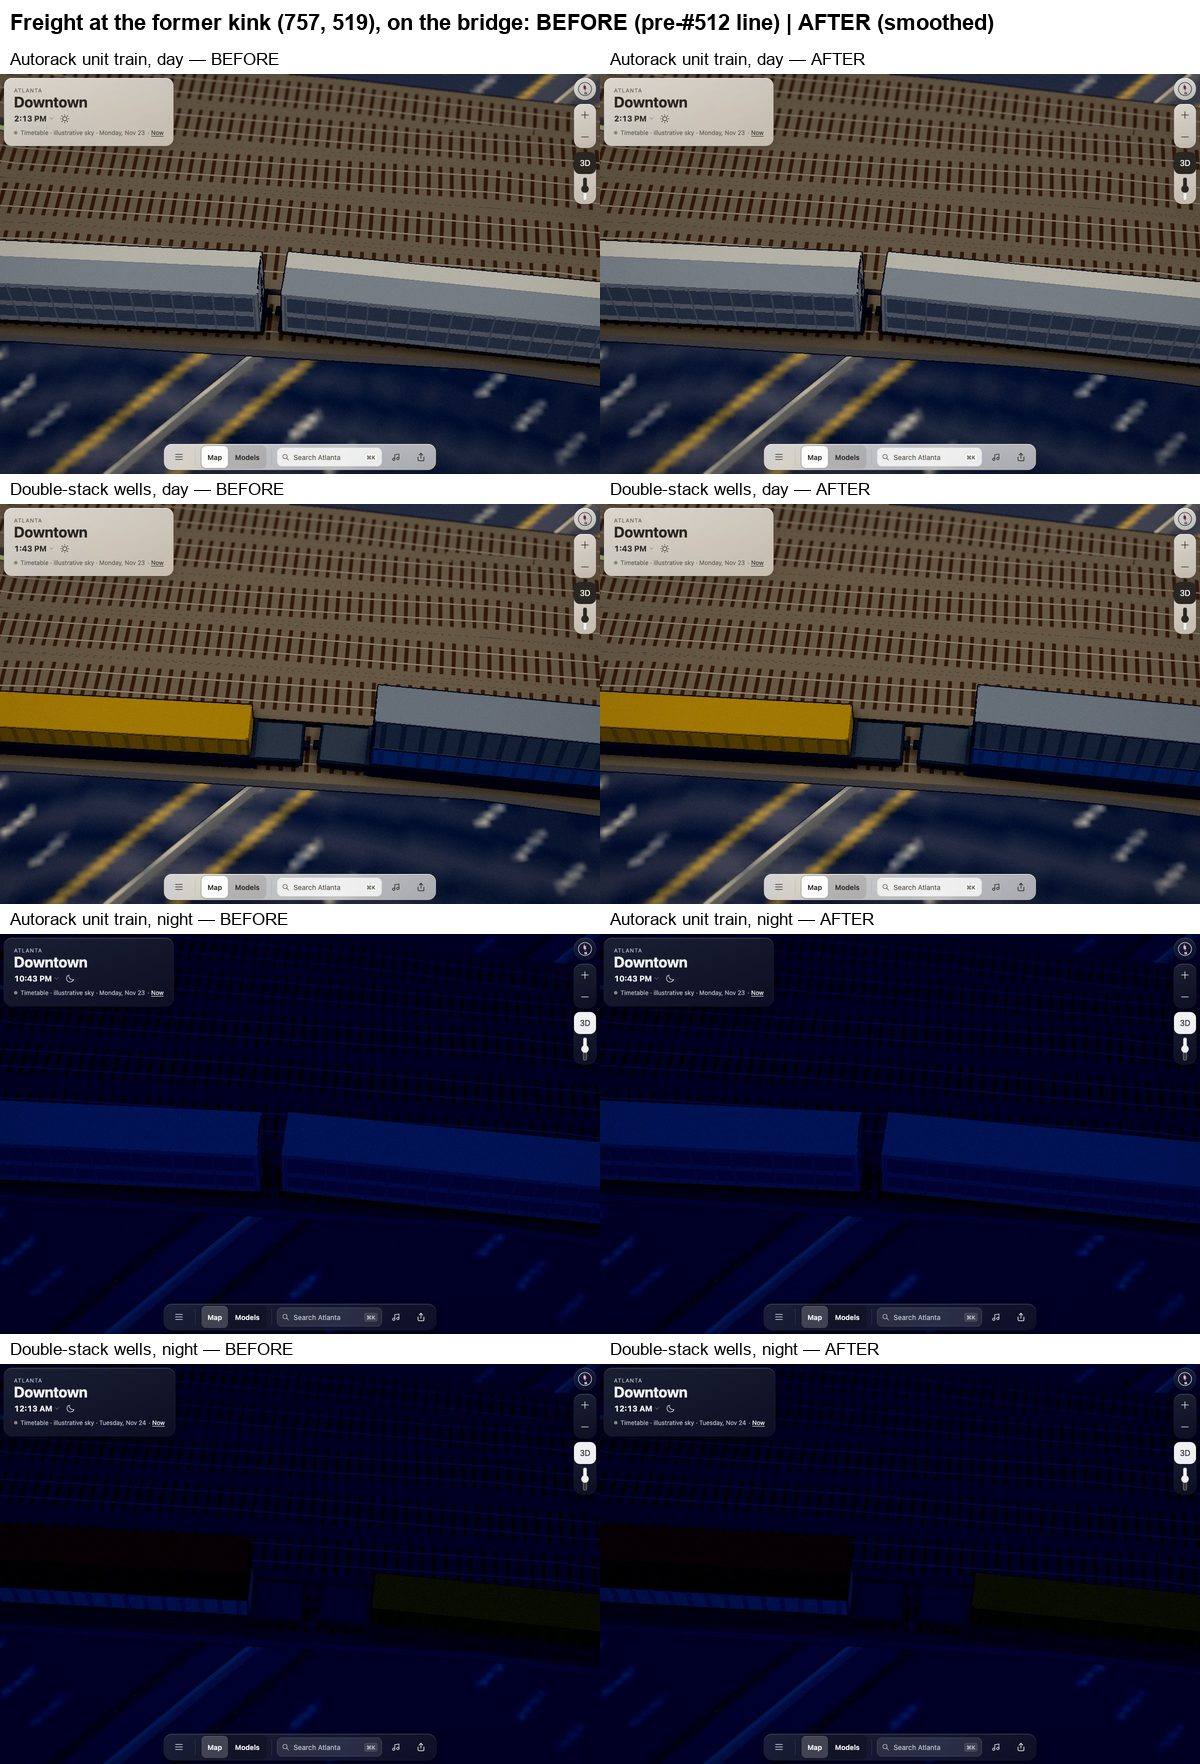 Freight at the former kink (757, 519), on the bridge: BEFORE (pre-#512 line) | AFTER (smoothed)
Autorack unit train, day — BEFORE
Autorack unit train, day — AFTER
ATLANTA
Downtown
2:13 PM
Timetable · illustrative sky · Monday, Nov 23 · Now
3D
Map Models Search Atlanta ⌘K
ATLANTA
Downtown
2:13 PM
Timetable · illustrative sky · Monday, Nov 23 · Now
3D
Map Models Search Atlanta ⌘K
Double-stack wells, day — BEFORE
Double-stack wells, day — AFTER
ATLANTA
Downtown
1:43 PM
Timetable · illustrative sky · Monday, Nov 23 · Now
3D
Map Models Search Atlanta ⌘K
ATLANTA
Downtown
1:43 PM
Timetable · illustrative sky · Monday, Nov 23 · Now
3D
Map Models Search Atlanta ⌘K
Autorack unit train, night — BEFORE
Autorack unit train, night — AFTER
ATLANTA
Downtown
10:43 PM
Timetable · illustrative sky · Monday, Nov 23 · Now
3D
Map Models Search Atlanta ⌘K
ATLANTA
Downtown
10:43 PM
Timetable · illustrative sky · Monday, Nov 23 · Now
3D
Map Models Search Atlanta ⌘K
Double-stack wells, night — BEFORE
Double-stack wells, night — AFTER
ATLANTA
Downtown
12:13 AM
Timetable · illustrative sky · Tuesday, Nov 24 · Now
3D
Map Models Search Atlanta ⌘K
ATLANTA
Downtown
12:13 AM
Timetable · illustrative sky · Tuesday, Nov 24 · Now
3D
Map Models Search Atlanta ⌘K